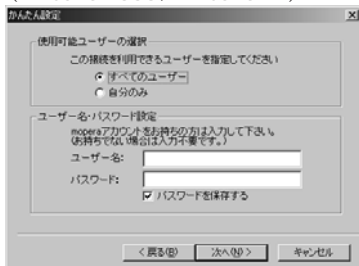 かんたん設定
使用可能ユーザーの選択
この接続を利用できるユーザーを指定してください
すべてのユーザー
自分のみ
ユーザー名・パスワード設定
moperaアカウントをお持ちの方は入力して下さい。
(お持ちでない場合は入力不要です。)
ユーザー名:
パスワード:
パスワードを保存する
< 戻る(B)
次へ(N) >
キャンセル